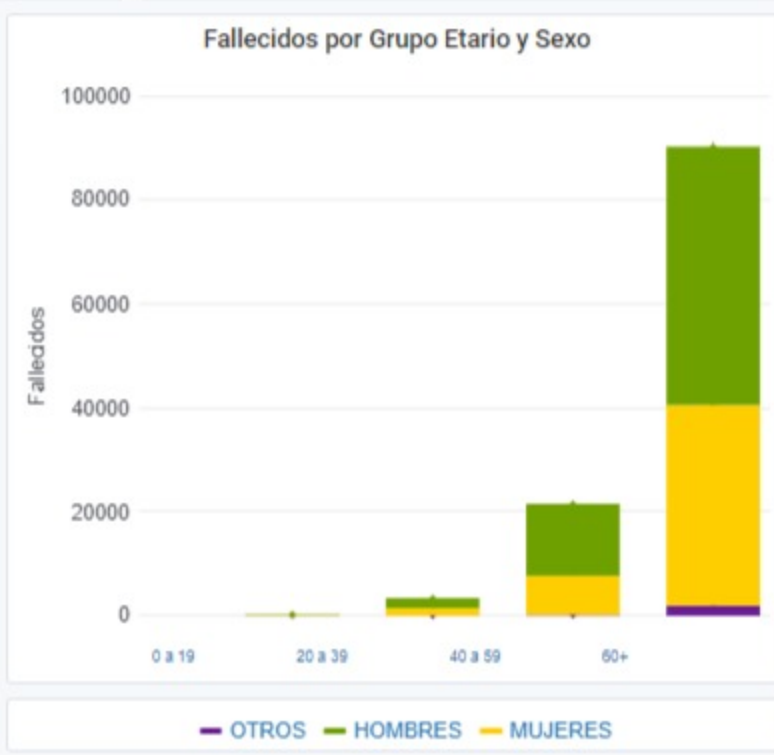 Fallecidos por Grupo Etario y Sexo
100000
80000
60000
40000
20000
0
Fallecidos
0 a 19
20 a 39
40 a 59
60+
OTROS
HOMBRES
MUJERES